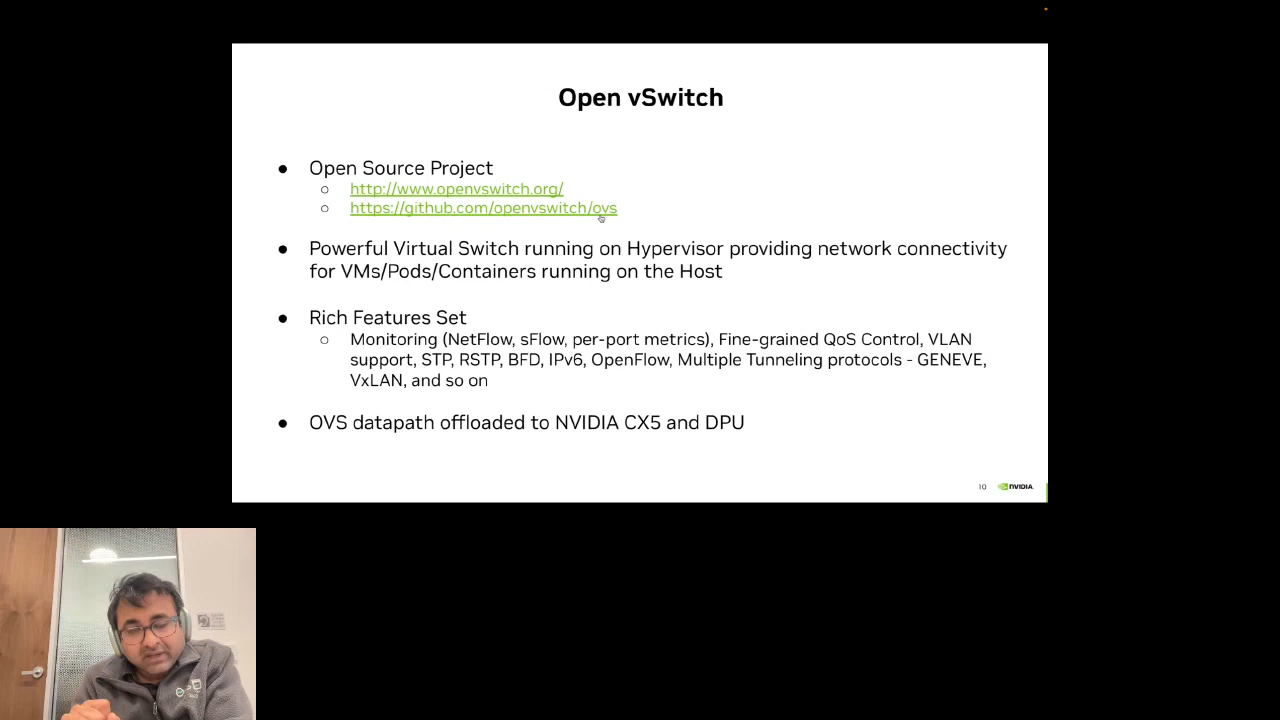 Open vSwitch
● Open Source Project
○ http://www.openvswitch.org/
○ https://github.com/openvswitch/ovs
● Powerful Virtual Switch running on Hypervisor providing network connectivity
for VMs/Pods/Containers running on the Host
● Rich Features Set
○ Monitoring (NetFlow, sFlow, per-port metrics), Fine-grained QoS Control, VLAN
support, STP, RSTP, BFD, IPv6, OpenFlow, Multiple Tunneling protocols - GENEVE,
VxLAN, and so on
● OVS datapath offloaded to NVIDIA CX5 and DPU
10 NVIDIA.